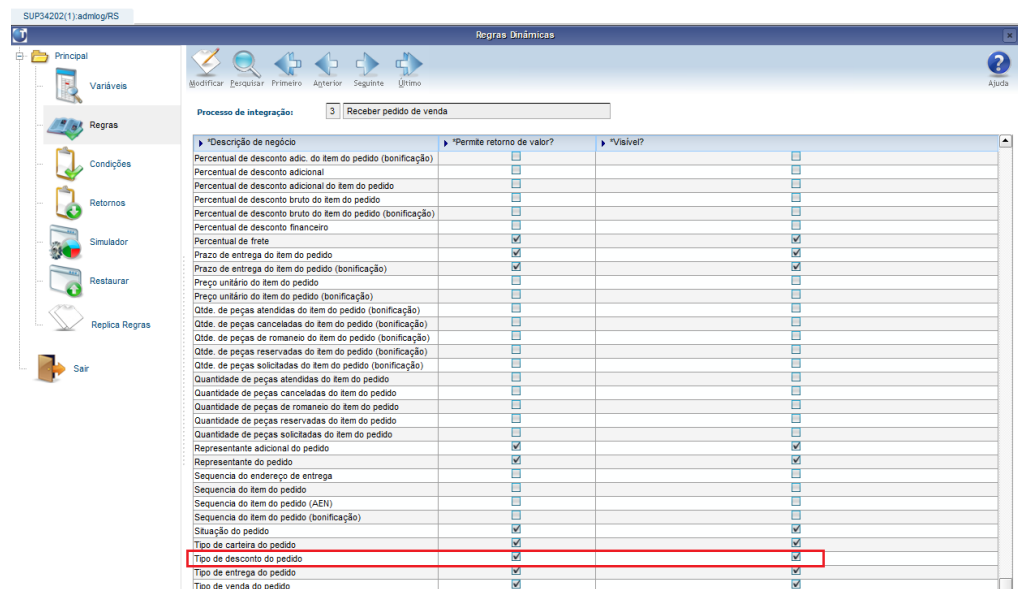 SUP34202(1):admlog/RS
Regras Dinâmicas
Principal
Variáveis
Regras
Condições
Retornos
Simulador
Restaurar
Replica Regras
Sair
Modificar Pesquisar Primeiro Anterior Seguinte Último
Ajuda
Processo de integração: 3 Receber pedido de venda
*Descrição de negócio *Permite retorno de valor? *Visível?
Percentual de desconto adic. do item do pedido (bonificação)
Percentual de desconto adicional
Percentual de desconto adicional do item do pedido
Percentual de desconto bruto do item do pedido
Percentual de desconto bruto do item do pedido (bonificação)
Percentual de desconto financeiro
Percentual de frete
Prazo de entrega do item do pedido
Prazo de entrega do item do pedido (bonificação)
Preço unitário do item do pedido
Preço unitário do item do pedido (bonificação)
Qtde. de peças atendidas do item do pedido (bonificação)
Qtde. de peças canceladas do item do pedido (bonificação)
Qtde. de peças de romaneio do item do pedido (bonificação)
Qtde. de peças reservadas do item do pedido (bonificação)
Qtde. de peças solicitadas do item do pedido (bonificação)
Quantidade de peças atendidas do item do pedido
Quantidade de peças canceladas do item do pedido
Quantidade de peças de romaneio do item do pedido
Quantidade de peças reservadas do item do pedido
Quantidade de peças solicitadas do item do pedido
Representante adicional do pedido
Representante do pedido
Sequencia do endereço de entrega
Sequencia do item do pedido
Sequencia do item do pedido (AEN)
Sequencia do item do pedido (bonificação)
Situação do pedido
Tipo de carteira do pedido
Tipo de desconto do pedido
Tipo de entrega do pedido
Tipo de venda do pedido